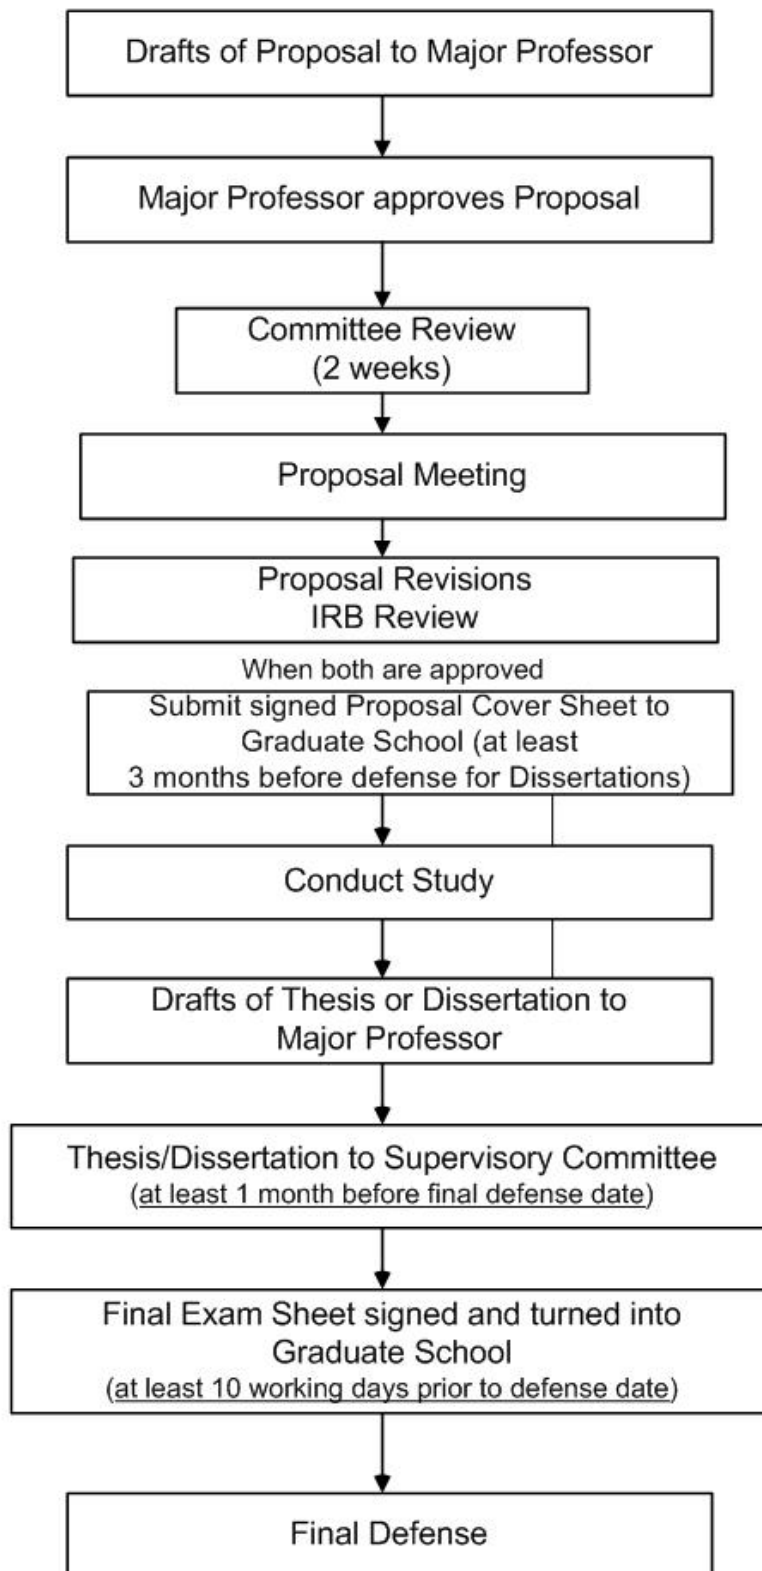 Drafts of Proposal to Major Professor
Major Professor approves Proposal
Committee Review
(2 weeks)
Proposal Meeting
Proposal Revisions
IRB Review
When both are approved
Submit signed Proposal Cover Sheet to
Graduate School (at least
3 months before defense for Dissertations)
Conduct Study
Drafts of Thesis or Dissertation to
Major Professor
Thesis/Dissertation to Supervisory Committee
(at least 1 month before final defense date)
Final Exam Sheet signed and turned into
Graduate School
(at least 10 working days prior to defense date)
Final Defense